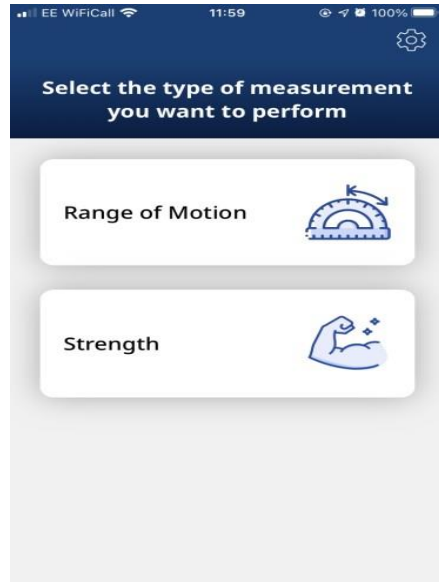 EE WiFiCall 11:59 100%
Select the type of measurement
you want to perform
Range of Motion
Strength